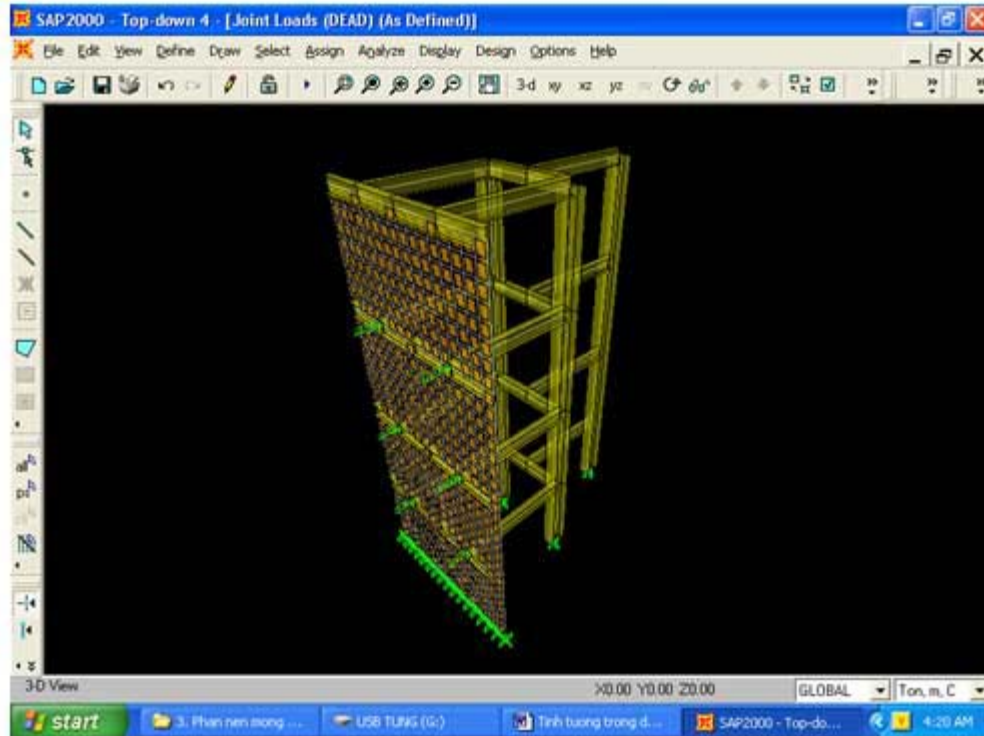 SAP2000 - Top-down 4 - [Joint Loads (DEAD) (As Defined)]
File Edit View Define Draw Select Assign Analyze Display Design Options Help
3-d xy xz yz
all
3-D View X0.00 Y0.00 Z0.00 GLOBAL Ton, m, C
start 3. Phan nen mong ... USB TUNG (G:) Tinh tuong trong d... SAP2000 - Top-do... 4:20 AM